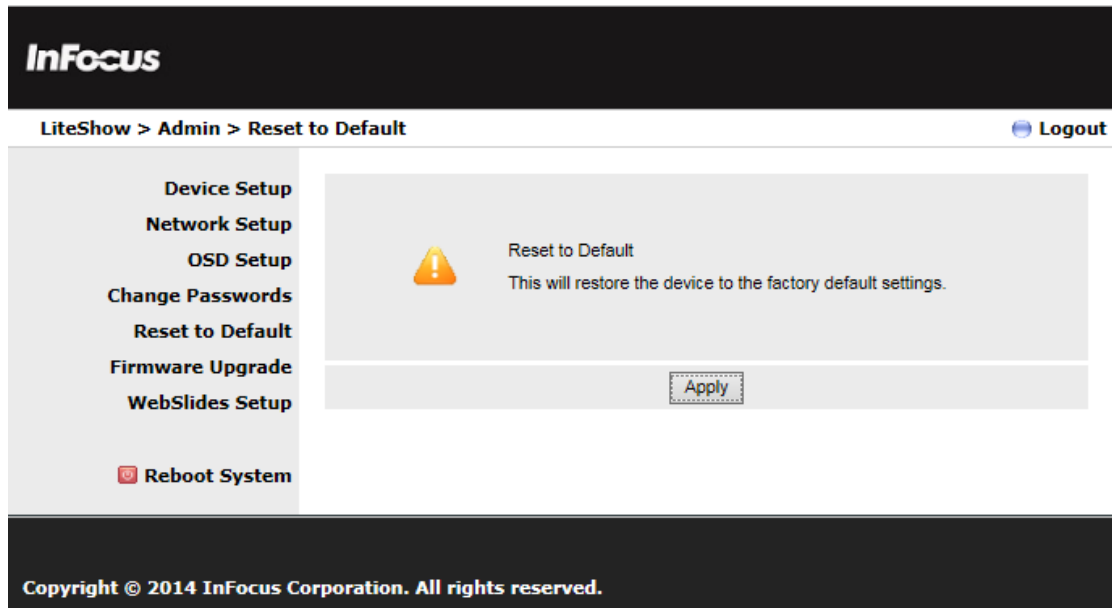 InFocus
LiteShow > Admin > Reset to Default
Logout
Device Setup
Network Setup
OSD Setup
Change Passwords
Reset to Default
Firmware Upgrade
WebSlides Setup
Reboot System
Reset to Default
This will restore the device to the factory default settings.
Apply
Copyright © 2014 InFocus Corporation. All rights reserved.